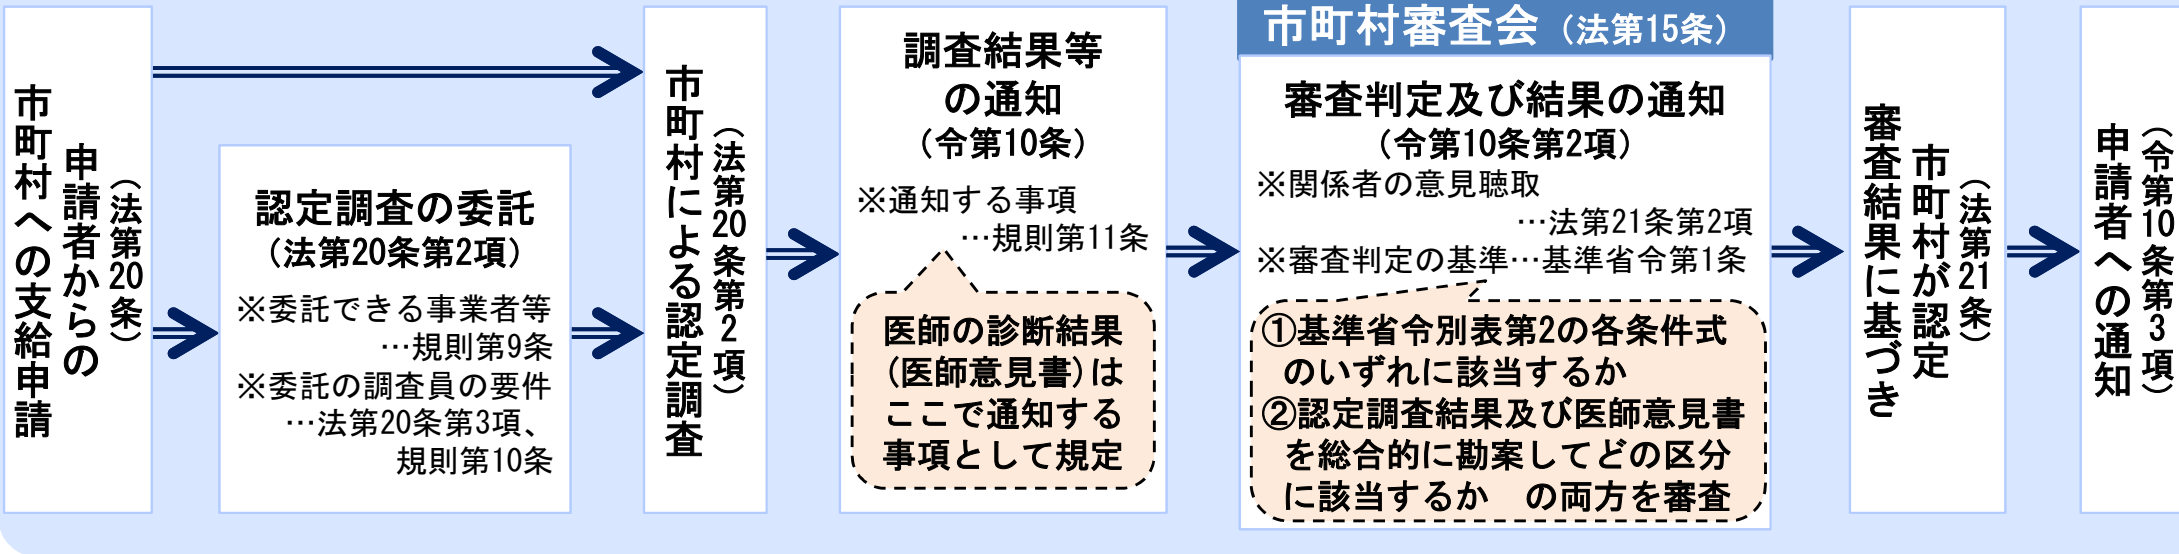 申請者からの
市町村への支給申請
（法第20条）
認定調査の委託
（法第20条第2項）
※委託できる事業者等
…規則第9条
※委託の調査員の要件
…法第20条第3項、
規則第10条
市町村による認定調査
（法第20条第2項）
調査結果等
の通知
（令第10条）
※通知する事項
…規則第11条
医師の診断結果
（医師意見書）は
ここで通知する
事項として規定
市町村審査会（法第15条）
審査判定及び結果の通知
（令第10条第2項）
※関係者の意見聴取
…法第21条第2項
※審査判定の基準…基準省令第1条
①基準省令別表第2の各条件式
のいずれに該当するか
②認定調査結果及び医師意見書
を総合的に勘案してどの区分
に該当するか　の両方を審査
審査結果に基づき
市町村が認定
（法第21条）
申請者への通知
（令第10条第3項）